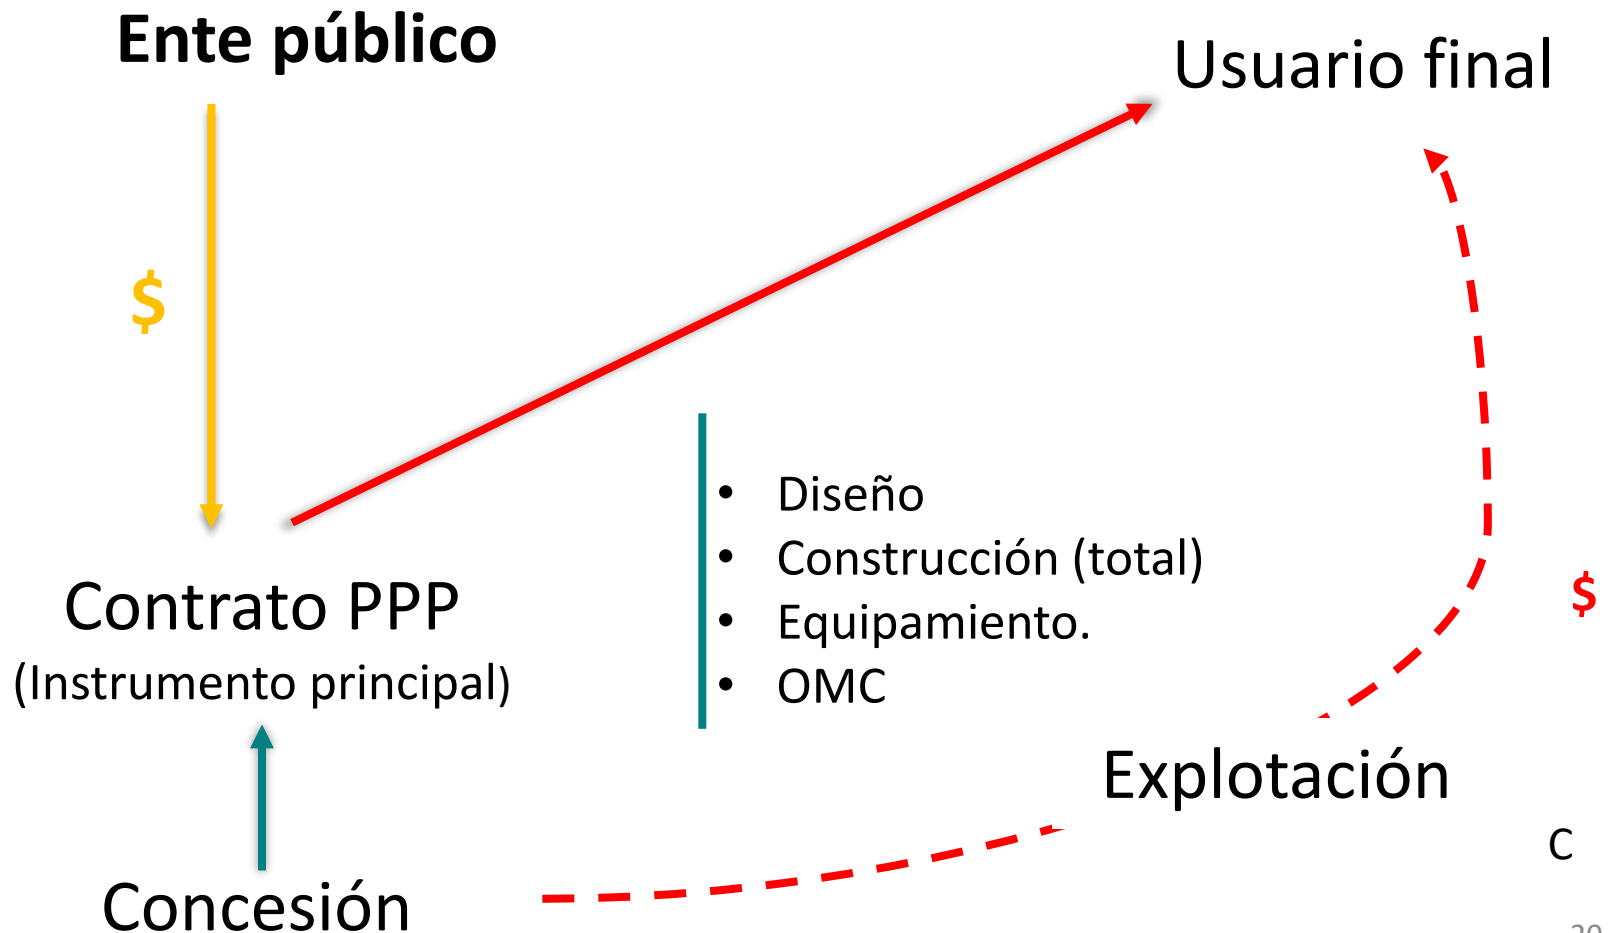 Ente público
Usuario final
$
• Diseño
• Construcción (total)
• Equipamiento.
• OMC
Contrato PPP
(Instrumento principal)
$
Explotación
C
Concesión